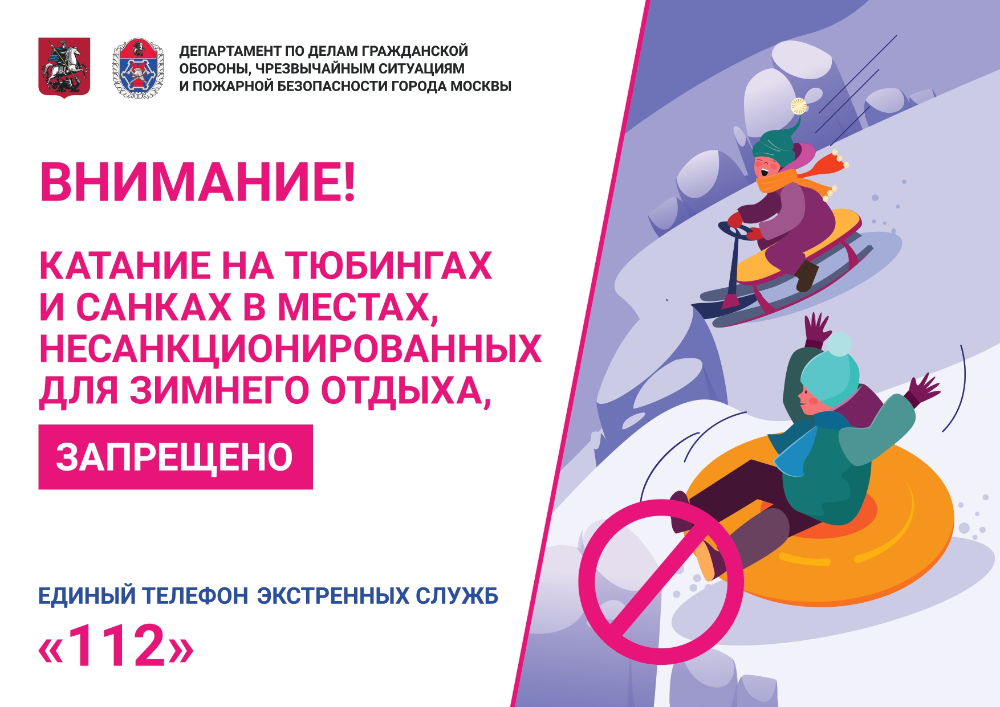 ДЕПАРТАМЕНТ ПО ДЕЛАМ ГРАЖДАНСКОЙ
ОБОРОНЫ, ЧРЕЗВЫЧАЙНЫМ СИТУАЦИЯМ
И ПОЖАРНОЙ БЕЗОПАСНОСТИ ГОРОДА МОСКВЫ
ВНИМАНИЕ!
КАТАНИЕ НА ТЮБИНГАХ
И САНКАХ В МЕСТАХ,
НЕСАНКЦИОНИРОВАННЫХ
ДЛЯ ЗИМНЕГО ОТДЫХА,
ЗАПРЕЩЕНО
ЕДИНЫЙ ТЕЛЕФОН ЭКСТРЕННЫХ СЛУЖБ
«112»